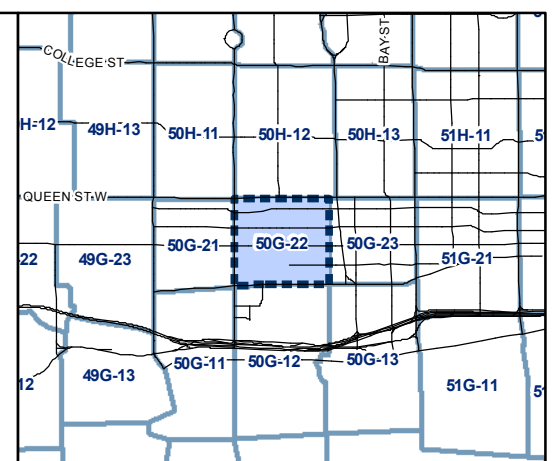 COLLEGE ST
BAY ST
H-12
49H-13
50H-11
50H-12
50H-13
51H-11
5
QUEEN ST W
22
49G-23
50G-21
50G-22
50G-23
51G-21
12
49G-13
50G-11
50G-12
50G-13
51G-11
5